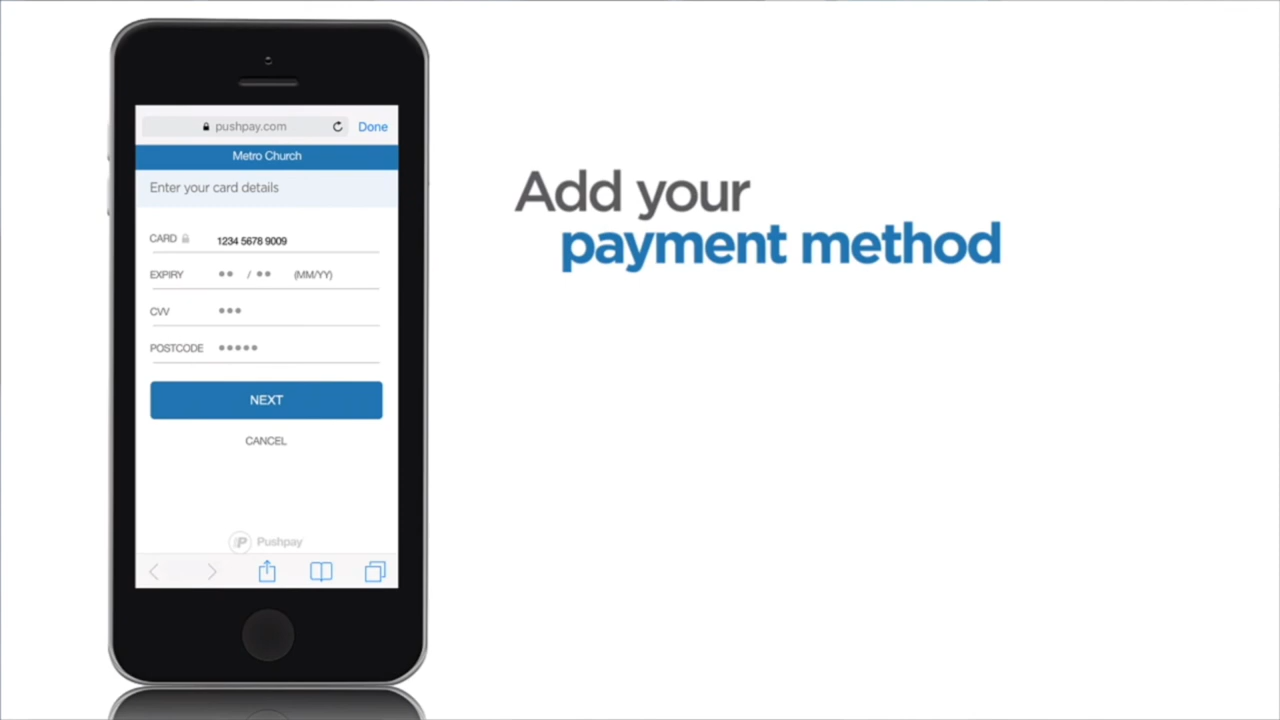 pushpay.com Done
Metro Church
Enter your card details
CARD 1234 5678 9009
EXPIRY •• / •• (MM/YY)
CVV •••
POSTCODE •••••
NEXT
CANCEL
Pushpay
Add your
payment method